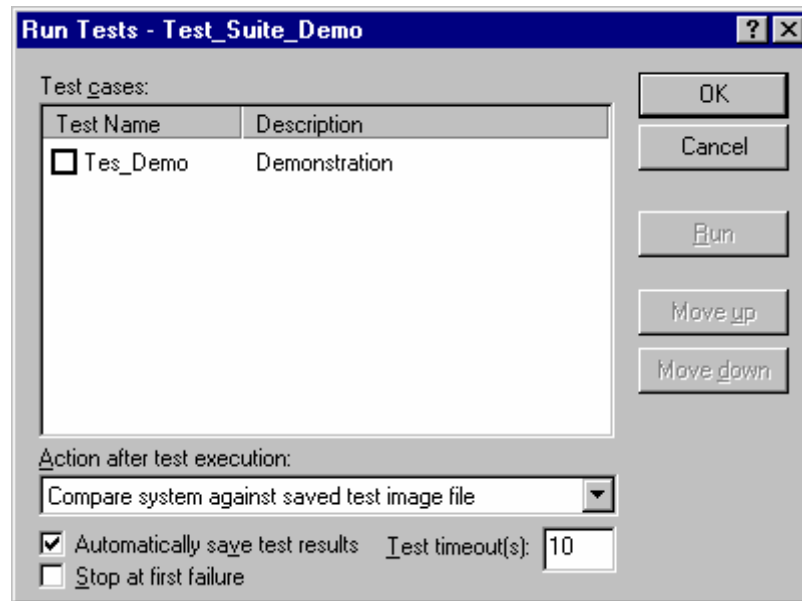 Run Tests - Test_Suite_Demo
Test cases:
Test Name Description
Tes_Demo Demonstration
OK
Cancel
Run
Move up
Move down
Action after test execution:
Compare system against saved test image file
Automatically save test results Test timeout(s): 10
Stop at first failure